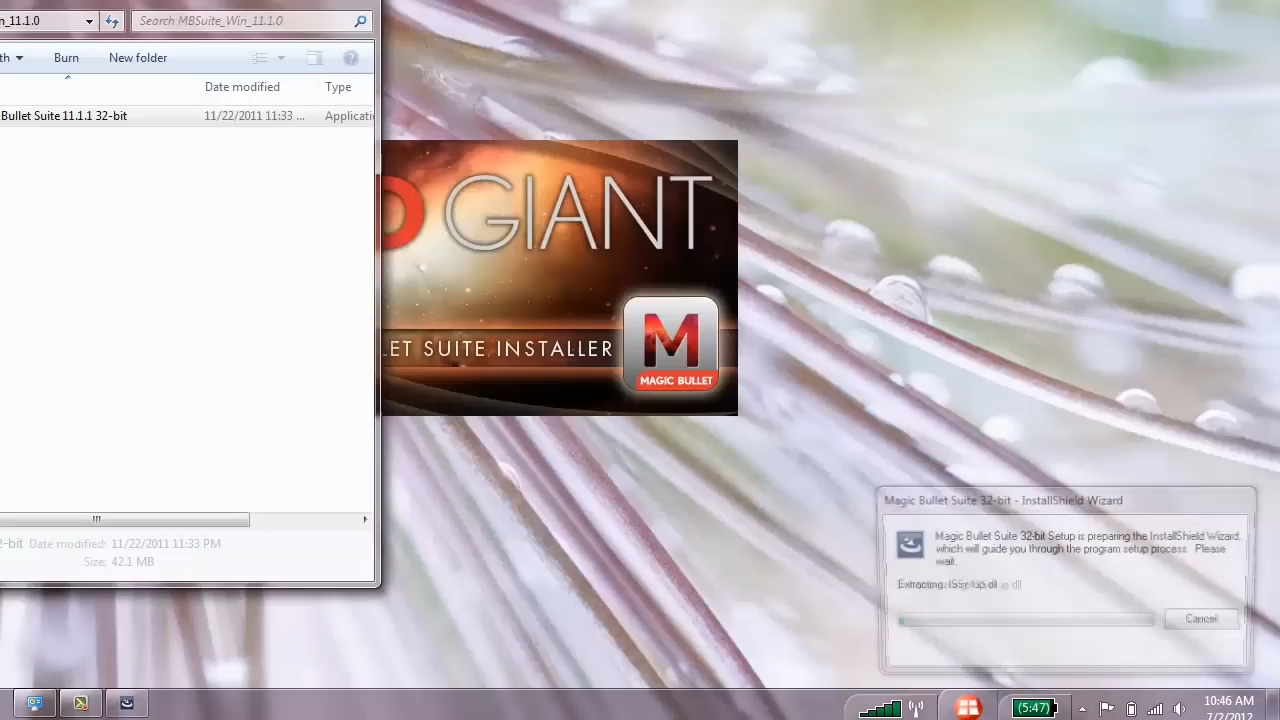 n_11.1.0
Search MBSuite_Win_11.1.0
th
Burn
New folder
Date modified
Type
Bullet Suite 11.1.1 32-bit
11/22/2011 11:33 ...
Applicati
D GIANT
LET SUITE INSTALLER
M
MAGIC BULLET
2-bit Date modified: 11/22/2011 11:33 PM
Size: 42.1 MB
Magic Bullet Suite 32-bit - InstallShield Wizard
Magic Bullet Suite 32-bit Setup is preparing the InstallShield Wizard,
which will guide you through the program setup process. Please
wait.
Extracting:
Cancel
(5:47)
10:46 AM
7/2/2012